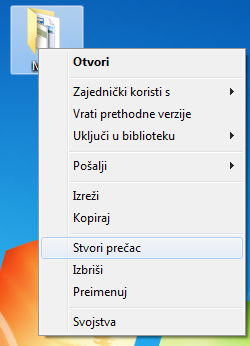 Otvori
Zajednički koristi s
Vrati prethodne verzije
Uključi u biblioteku
Pošalji
Izreži
Kopiraj
Stvori prečac
Izbriši
Preimenuj
Svojstva